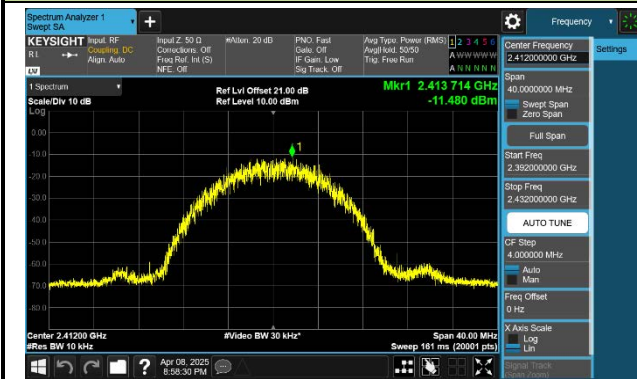 Spectrum Analyzer 1
Swept SA
+
Frequency
KEYSIGHT
RL
Input: RF
Coupling: DC
Align: Auto
Input Z: 50 Ω
Corrections: Off
Freq Ref: Int (S)
NFE: Off
#Atten: 20 dB
PNO: Fast
Gate: Off
IF Gain: Low
Sig Track: Off
Avg Type: Power (RMS)
Avg|Hold: 50/50
Trig: Free Run
1 2 3 4 5 6
A W W W W W
A N N N N N
LW
1 Spectrum
Scale/Div 10 dB
Log
Ref Lvl Offset 21.00 dB
Ref Level 10.00 dBm
Mkr1 2.413 714 GHz
-11.480 dBm
1
0.00
-10.0
-20.0
-30.0
-40.0
-50.0
-60.0
-70.0
-80.0
Center 2.41200 GHz
#Res BW 10 kHz
#Video BW 30 kHz*
Span 40.00 MHz
Sweep 161 ms (20001 pts)
Apr 08, 2025
8:58:30 PM
?
Center Frequency
2.412000000 GHz
Settings
Span
40.0000000 MHz
Swept Span
Zero Span
Full Span
Start Freq
2.392000000 GHz
Stop Freq
2.432000000 GHz
AUTO TUNE
CF Step
4.000000 MHz
Auto
Man
Freq Offset
0 Hz
X Axis Scale
Log
Lin
Signal Track
(Span Zoom)